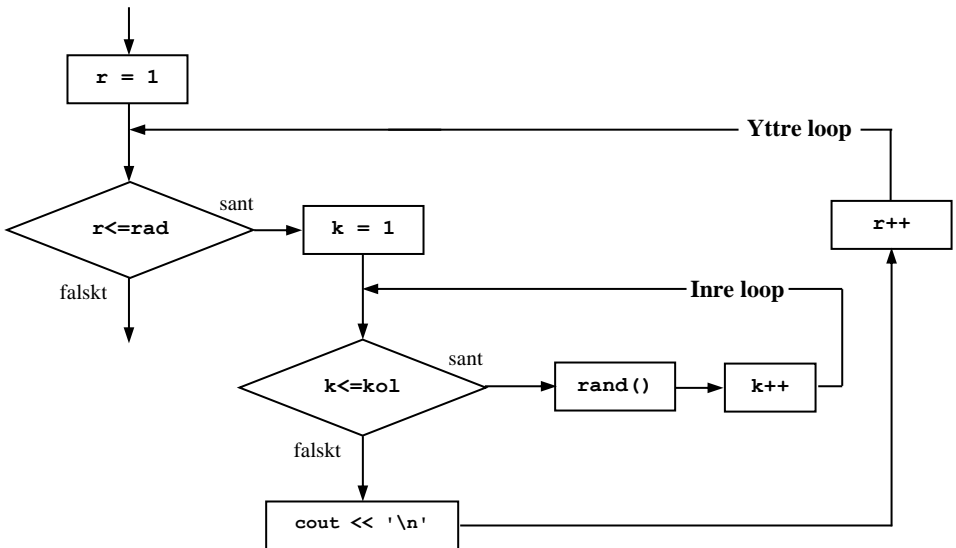 r = 1
Yttre loop
r<=rad
sant
k = 1
r++
falskt
Inre loop
k<=kol
sant
rand()
k++
falskt
cout << '\n'